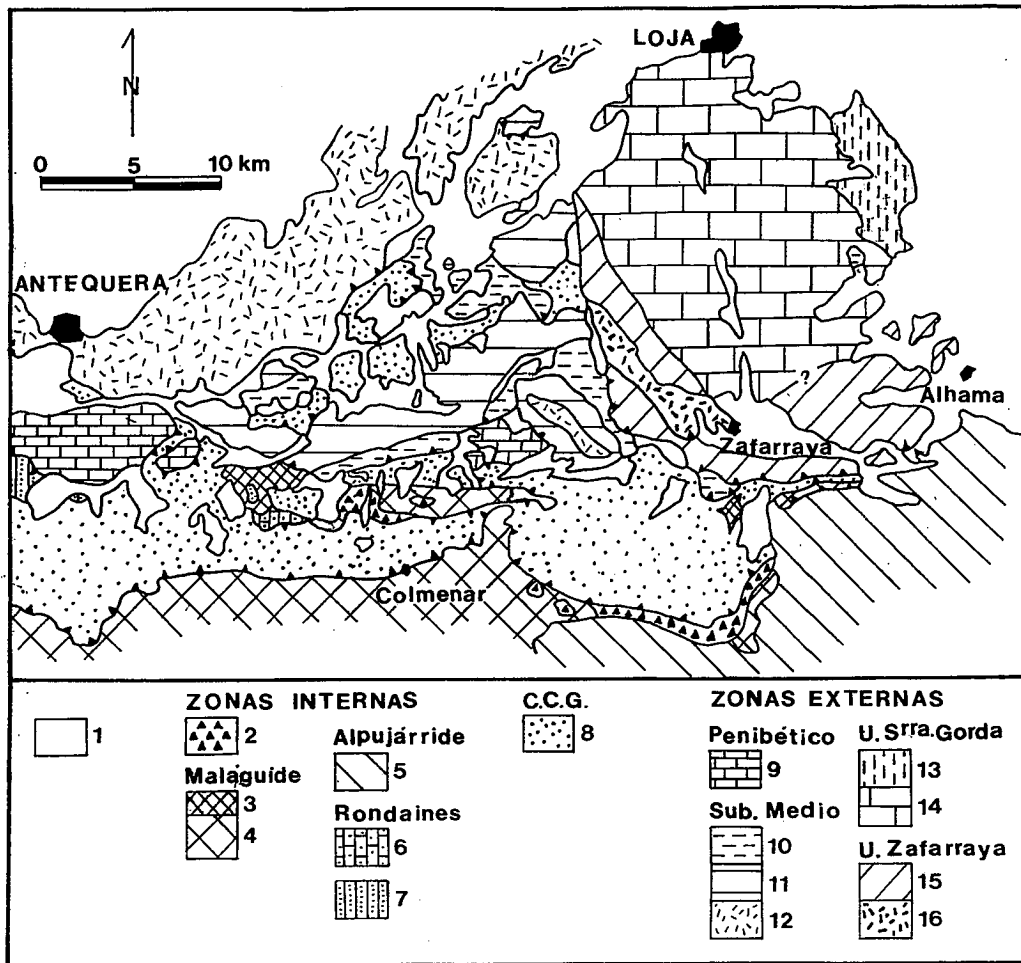 LOJA
N
0 5 10 km
ANTEQUERA
?
Alhama
Zafarraya
Colmenar
ZONAS INTERNAS
C.C.G.
ZONAS EXTERNAS
1
2
8
Penibético
U. Srra. Gorda
Alpujárride
9
13
Malaguide
5
14
3
4
Rondaines
Sub. Medio
6
10
U. Zafarraya
11
15
7
12
16